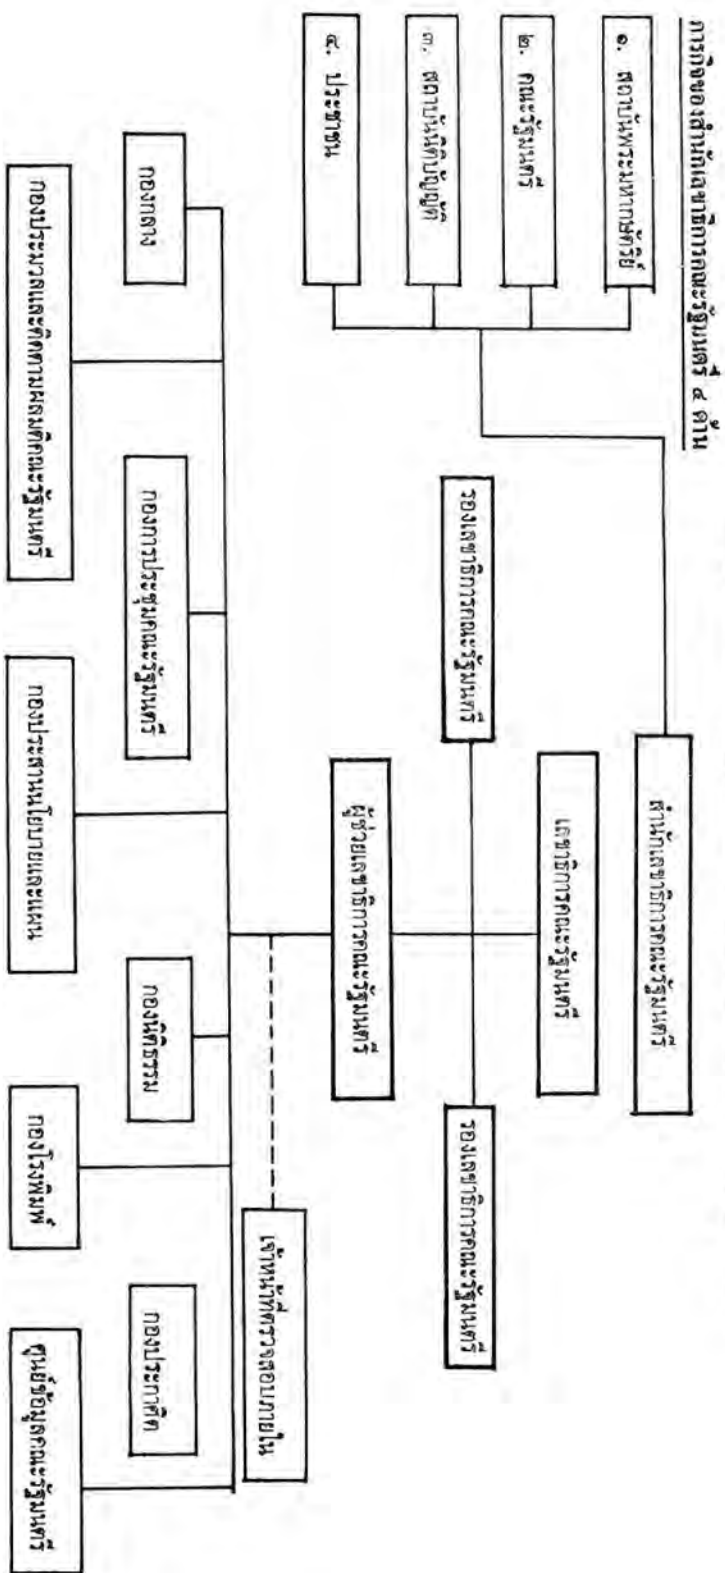 ภารกิจของสำนักเลขาธิการคณะรัฐมนตรี ๔ ด้าน
๑. สถาบันพระมหากษัตริย์
๒. คณะรัฐมนตรี
๓. สถาบันนิติบัญญัติ
๔. ประชาชน
สำนักเลขาธิการคณะรัฐมนตรี
เลขาธิการคณะรัฐมนตรี
รองเลขาธิการคณะรัฐมนตรี
รองเลขาธิการคณะรัฐมนตรี
ผู้ช่วยเลขาธิการคณะรัฐมนตรี
เจ้าหน้าที่ตรวจสอบภายใน
กองกลาง
กองการประชุมคณะรัฐมนตรี
กองนิติธรรม
กองประกาศิต
กองประมวลและติดตามผลมติคณะรัฐมนตรี
กองประสานนโยบายและแผน
กองโรงพิมพ์
ศูนย์ข้อมูลคณะรัฐมนตรี